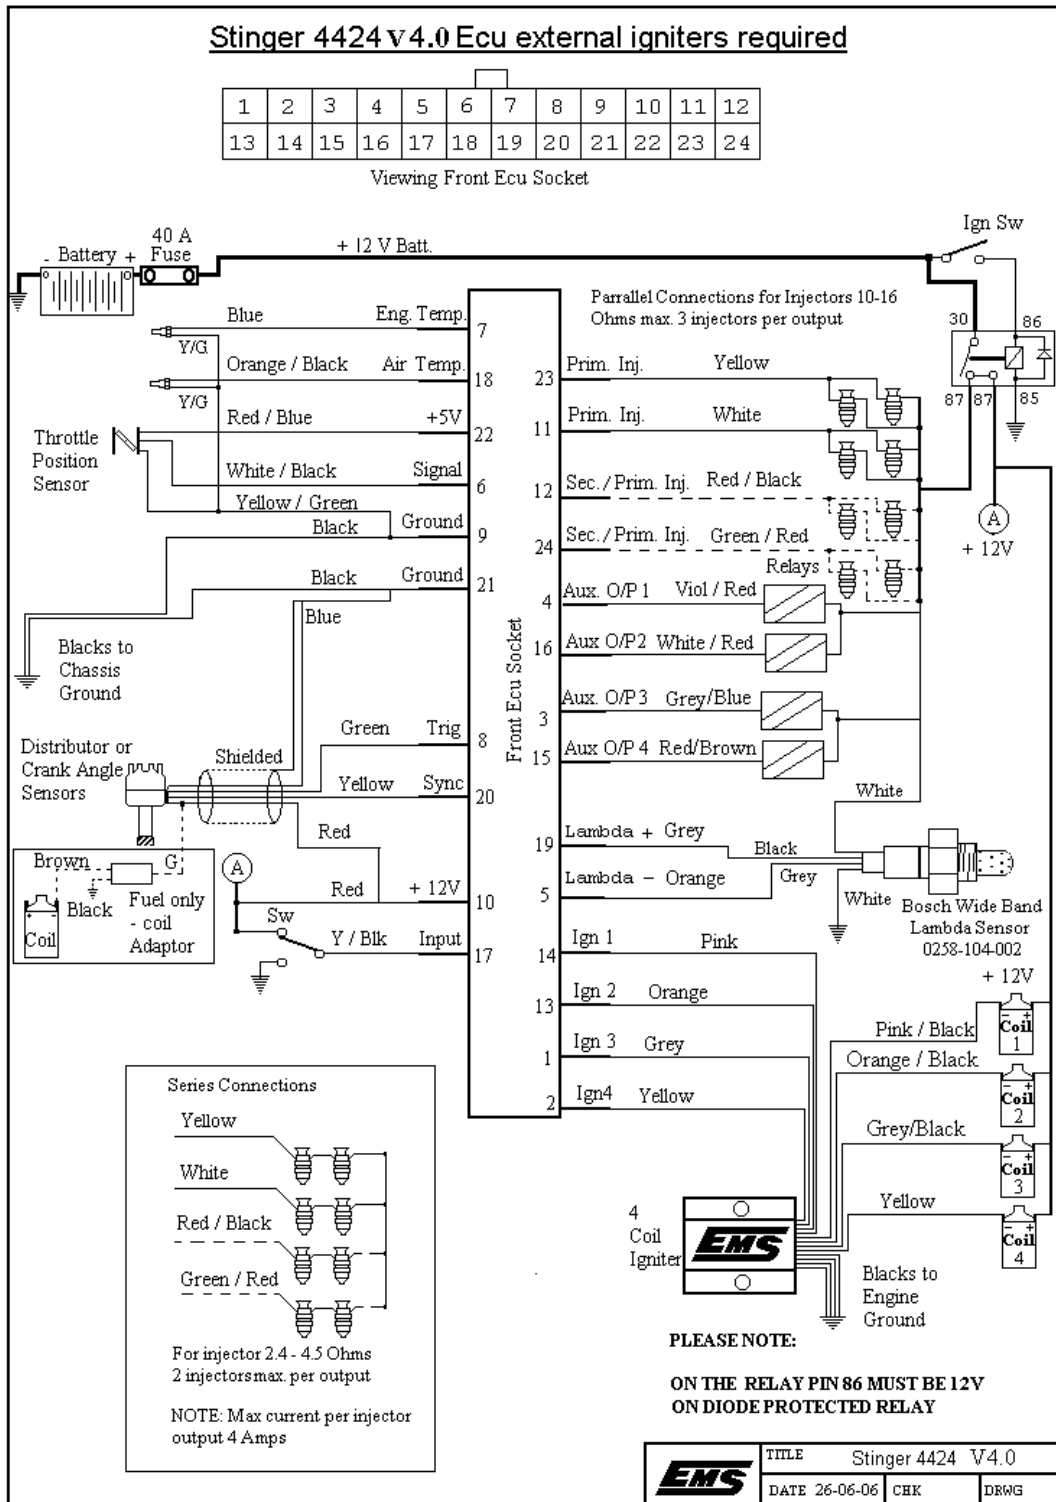 Stinger 4424 V4.0 Ecu external igniters required
1 2 3 4 5 6 7 8 9 10 11 12
13 14 15 16 17 18 19 20 21 22 23 24
Viewing Front Ecu Socket
Ign Sw
40 A
Fuse
- Battery +
+ 12 V Batt.
30
86
87
87
85
A
+ 12V
Parrallel Connections for Injectors 10-16
Ohms max. 3 injectors per output
Blue
Eng. Temp.
7
Y/G
Orange / Black
Air Temp.
18
Y/G
Red / Blue
+5V
22
Throttle
Position
Sensor
White / Black
Signal
6
Yellow / Green
Black
Ground
9
Black
Ground
21
Blue
Blacks to
Chassis
Ground
Front Ecu Socket
23
Prim. Inj.
Yellow
11
Prim. Inj.
White
12
Sec./ Prim. Inj.
Red / Black
24
Sec./ Prim. Inj.
Green / Red
Relays
4
Aux. O/P 1
Viol / Red
16
Aux O/P2
White / Red
3
Aux. O/P 3
Grey/Blue
15
Aux O/P 4
Red/Brown
Green
Trig
8
Distributor or
Crank Angle
Sensors
Shielded
Yellow
Sync
20
Red
Brown
G
Black
Coil
- +
Fuel only
- coil
Adaptor
A
Red
+ 12V
10
Sw
Y / Blk
Input
17
White
19
Lambda + Grey
Black
5
Lambda - Orange
Grey
White
Bosch Wide Band
Lambda Sensor
0258-104-002
+ 12V
14
Ign 1
Pink
13
Ign 2
Orange
1
Ign 3
Grey
2
Ign4
Yellow
Pink / Black
- +
Coil
1
Orange / Black
- +
Coil
2
Grey/Black
- +
Coil
3
Yellow
- +
Coil
4
4
Coil
Igniter
EMS
Blacks to
Engine
Ground
Series Connections
Yellow
White
Red / Black
Green / Red
For injector 2.4 - 4.5 Ohms
2 injectors max. per output
NOTE: Max current per injector
output 4 Amps
PLEASE NOTE:
ON THE RELAY PIN 86 MUST BE 12V
ON DIODE PROTECTED RELAY
EMS
TITLE Stinger 4424 V4.0
DATE 26-06-06 CHK DRWG